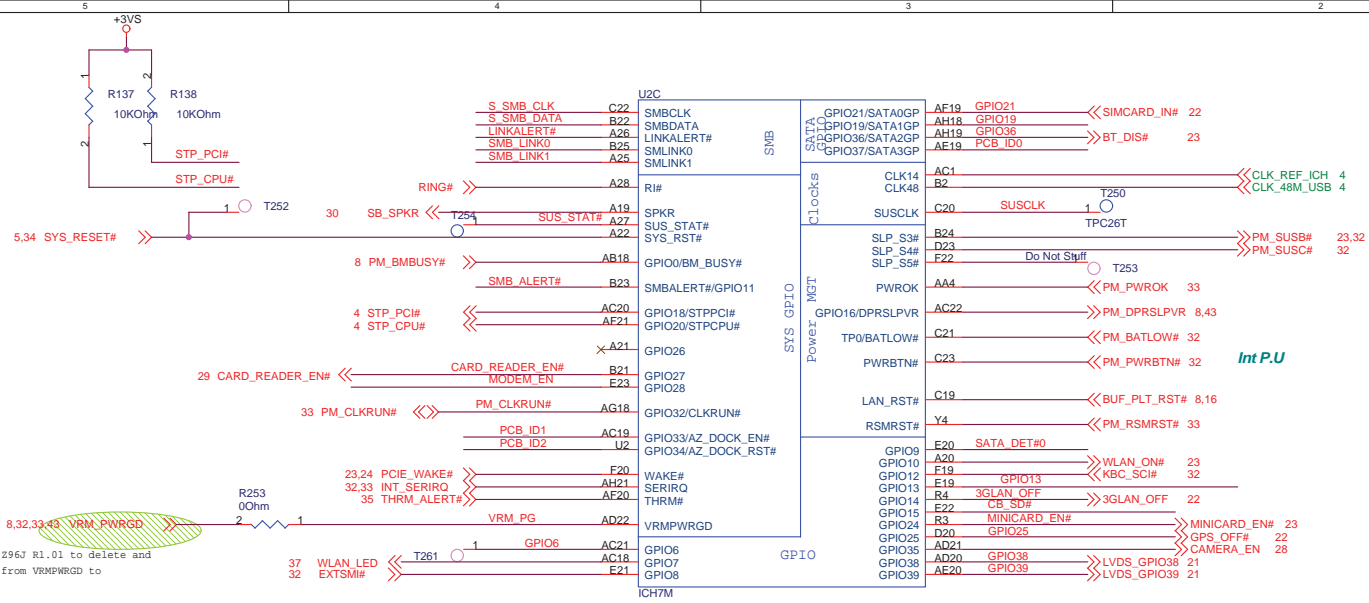 5 4 3 2
+3VS
1 2
R137 R138
10KOhm 10KOhm
2 1
STP_PCI#
STP_CPU#
1 T252
5,34 SYS_RESET#
30 SB_SPKR
RING#
T254 1
8 PM_BMBUSY#
SMB_ALERT#
4 STP_PCI#
4 STP_CPU#
29 CARD_READER_EN#
33 PM_CLKRUN#
23,24 PCIE_WAKE#
32,33 INT_SERIRQ
35 THRM_ALERT#
R253
0Ohm
8,32,33,43 VRM_PWRGD 2 1
Z96J R1.01 to delete and
from VRMPWRGD to
T261 1
37 WLAN_LED
32 EXTSMI#
U2C
S_SMB_CLK C22 SMBCLK
S_SMB_DATA B22 SMBDATA
LINKALERT# A26 LINKALERT#
SMB_LINK0 B25 SMLINK0
SMB_LINK1 A25 SMLINK1
A28 RI#
A19 SPKR
SUS_STAT# A27 SUS_STAT#
A22 SYS_RST#
AB18 GPIO0/BM_BUSY#
B23 SMBALERT#/GPIO11
AC20 GPIO18/STPPCI#
AF21 GPIO20/STPCPU#
A21 GPIO26
CARD_READER_EN# B21 GPIO27
MODEM_EN E23 GPIO28
PM_CLKRUN# AG18 GPIO32/CLKRUN#
PCB_ID1 AC19 GPIO33/AZ_DOCK_EN#
PCB_ID2 U2 GPIO34/AZ_DOCK_RST#
F20 WAKE#
AH21 SERIRQ
AF20 THRM#
VRM_PG AD22 VRMPWRGD
GPIO6 AC21 GPIO6
AC18 GPIO7
E21 GPIO8
ICH7M
SMB
SATA
GPIO
Clocks
SYS GPIO
Power MGT
GPIO
GPIO21/SATA0GP AF19 GPIO21 SIMCARD_IN# 22
GPIO19/SATA1GP AH18 GPIO19
GPIO36/SATA2GP AH19 GPIO36 BT_DIS# 23
GPIO37/SATA3GP AE19 PCB_ID0
CLK14 AC1 CLK_REF_ICH 4
CLK48 B2 CLK_48M_USB 4
SUSCLK C20 SUSCLK 1 T250
TPC26T
SLP_S3# B24 PM_SUSB# 23,32
SLP_S4# D23 PM_SUSC# 32
SLP_S5# F22 Do Not Stuff 1
T253
PWROK AA4 PM_PWROK 33
GPIO16/DPRSLPVR AC22 PM_DPRSLPVR 8,43
TP0/BATLOW# C21 PM_BATLOW# 32
PWRBTN# C23 PM_PWRBTN# 32
Int P.U
LAN_RST# C19 BUF_PLT_RST# 8,16
RSMRST# Y4 PM_RSMRST# 33
GPIO9 E20 SATA_DET#0
GPIO10 A20 WLAN_ON# 23
GPIO12 F19 KBC_SCI# 32
GPIO13 E19 GPIO13
GPIO14 R4 3GLAN_OFF 3GLAN_OFF 22
GPIO15 E22 CB_SD#
GPIO24 R3 MINICARD_EN# MINICARD_EN# 23
GPIO25 D20 GPIO25 GPS_OFF# 22
GPIO35 AD21 CAMERA_EN 28
GPIO38 AD20 GPIO38 LVDS_GPIO38 21
GPIO39 AE20 GPIO39 LVDS_GPIO39 21